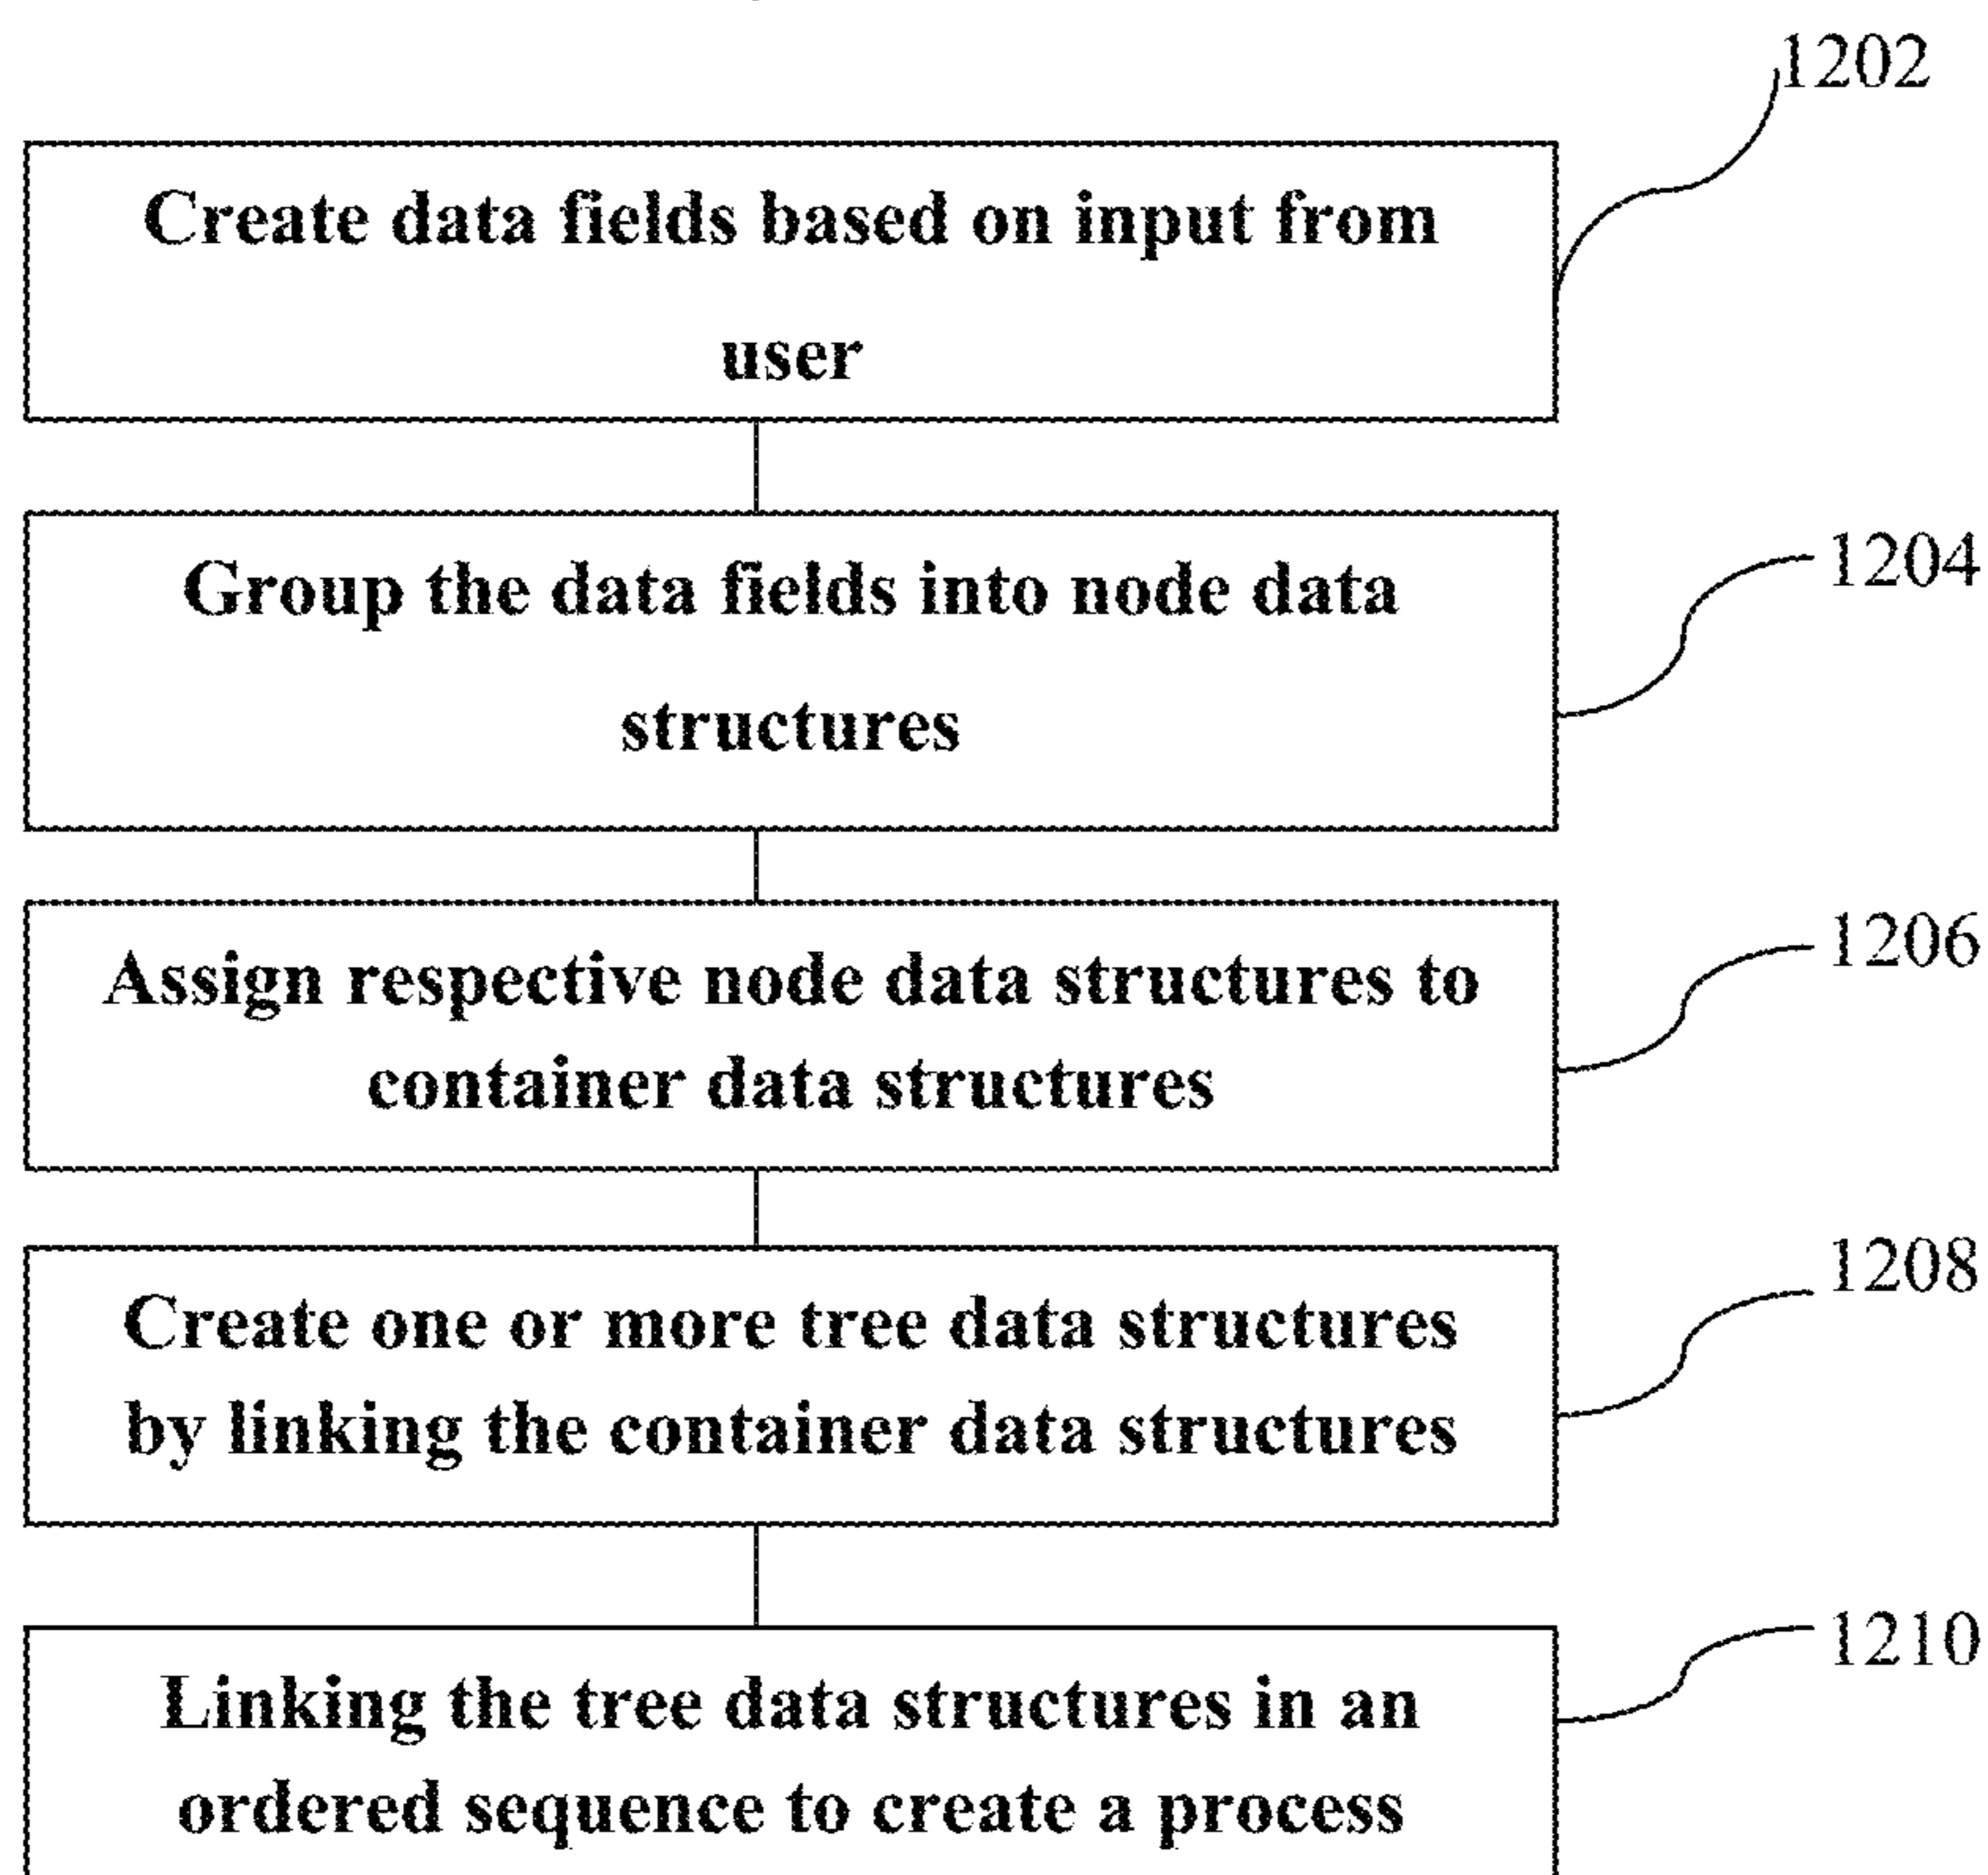 1202
Create data fields based on input from
user
Group the data fields into node data
structures
1204
Assign respective node data structures to
container data structures
1206
Create one or more tree data structures
by linking the container data structures
1208
Linking the tree data structures in an
ordered sequence to create a process
1210